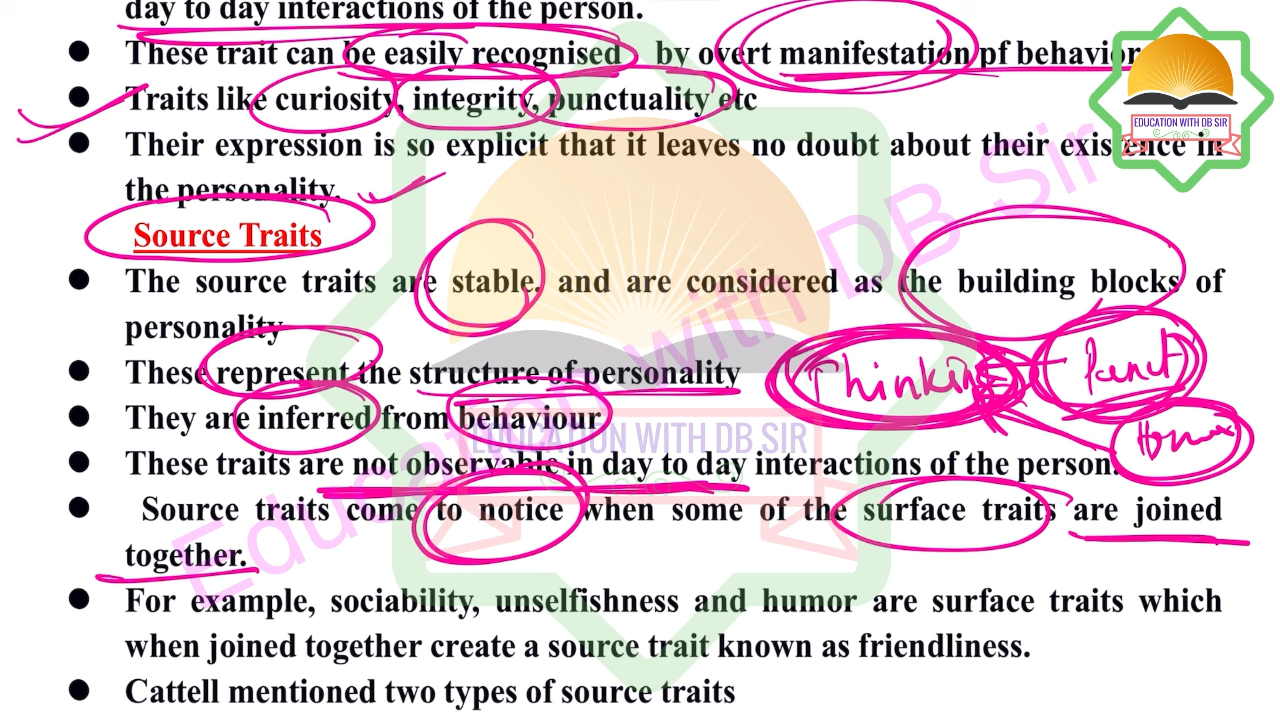 day to day interactions of the person.
● These trait can be easily recognised by overt manifestation pf behavior
● Traits like curiosity, integrity, punctuality etc
● Their expression is so explicit that it leaves no doubt about their existence in
the personality.
Source Traits
● The source traits are stable, and are considered as the building blocks of
personality
● These represent the structure of personality
Thinking
● They are inferred from behaviour
● These traits are not observable in day to day interactions of the person.
● Source traits come to notice when some of the surface traits are joined
together.
● For example, sociability, unselfishness and humor are surface traits which
when joined together create a source trait known as friendliness.
● Cattell mentioned two types of source traits
EDUCATION WITH DB SIR
EDUCATION WITH DB SIR
Education with DB Sir